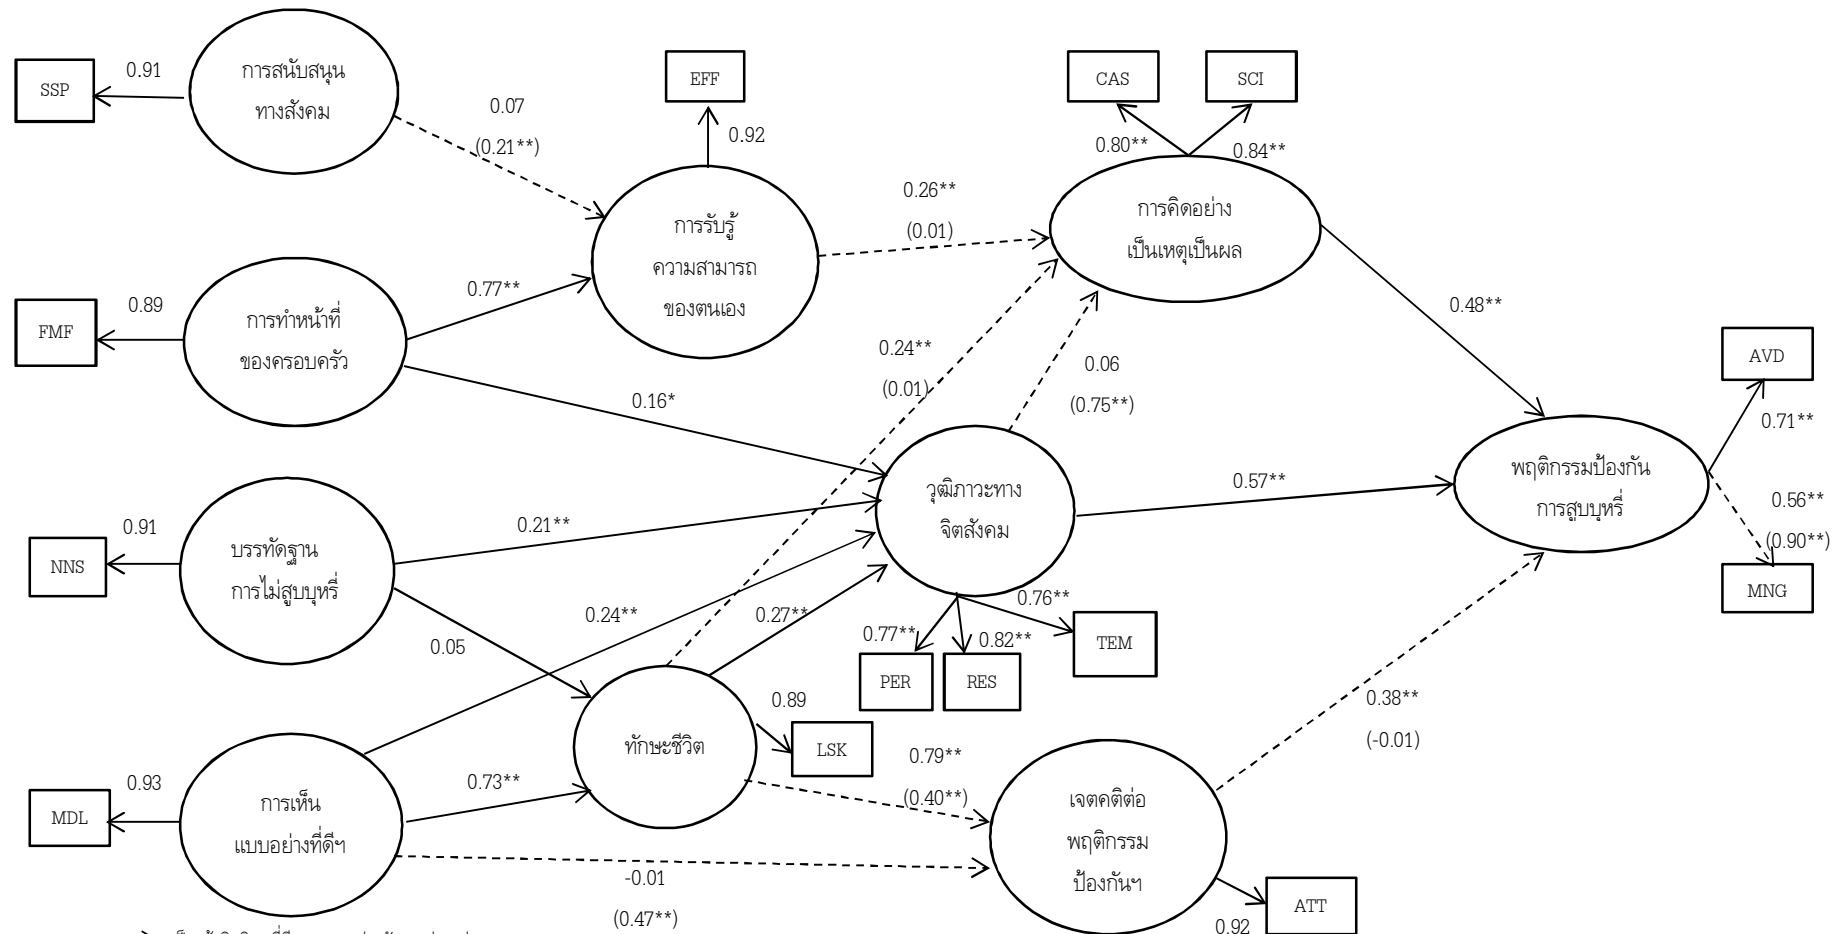 SSP
0.91
การสนับสนุน
ทางสังคม
0.07
(0.21**)
EFF
0.92
CAS
SCI
0.80**
0.84**
การรับรู้
ความสามารถ
ของตนเอง
0.26**
(0.01)
การคิดอย่าง
เป็นเหตุเป็นผล
FMF
0.89
การทำหน้าที่
ของครอบครัว
0.77**
0.16*
0.24**
(0.01)
0.06
(0.75**)
0.48**
AVD
0.71**
0.56**
(0.90**)
MNG
พฤติกรรมป้องกัน
การสูบบุหรี่
วุฒิภาวะทาง
จิตสังคม
0.57**
NNS
0.91
บรรทัดฐาน
การไม่สูบบุหรี่
0.21**
0.05
0.24**
0.27**
0.77**
0.82**
0.76**
PER
RES
TEM
0.38**
(-0.01)
MDL
0.93
การเห็น
แบบอย่างที่ดีฯ
0.73**
ทักษะชีวิต
0.89
LSK
0.79**
(0.40**)
-0.01
(0.47**)
เจตคติต่อ
พฤติกรรม
ป้องกันฯ
0.92
ATT